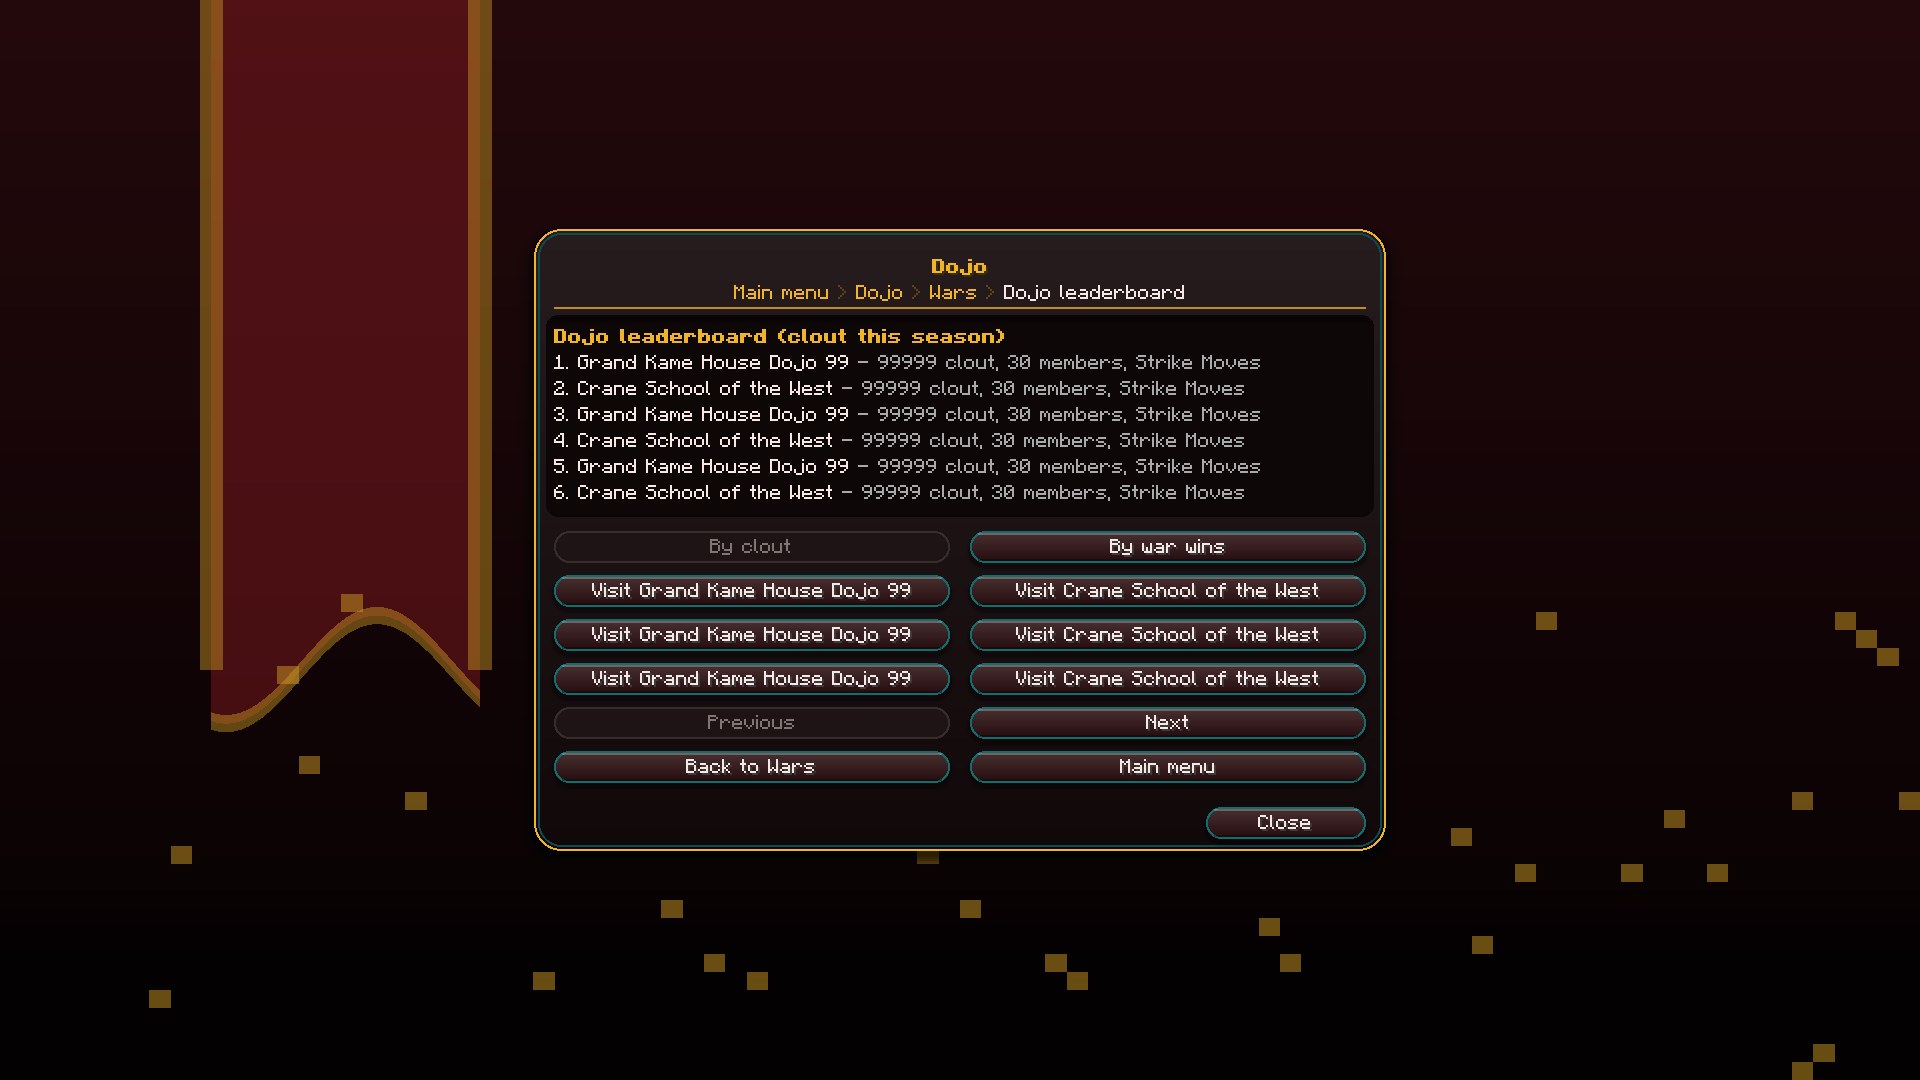 Dojo
Main menu > Dojo > Wars > Dojo leaderboard
Dojo leaderboard (clout this season)
1. Grand Kame House Dojo 99 – 99999 clout, 30 members, Strike Moves
2. Crane School of the West – 99999 clout, 30 members, Strike Moves
3. Grand Kame House Dojo 99 – 99999 clout, 30 members, Strike Moves
4. Crane School of the West – 99999 clout, 30 members, Strike Moves
5. Grand Kame House Dojo 99 – 99999 clout, 30 members, Strike Moves
6. Crane School of the West – 99999 clout, 30 members, Strike Moves
By clout
By war wins
Visit Grand Kame House Dojo 99
Visit Crane School of the West
Visit Grand Kame House Dojo 99
Visit Crane School of the West
Visit Grand Kame House Dojo 99
Visit Crane School of the West
Previous
Next
Back to Wars
Main menu
Close